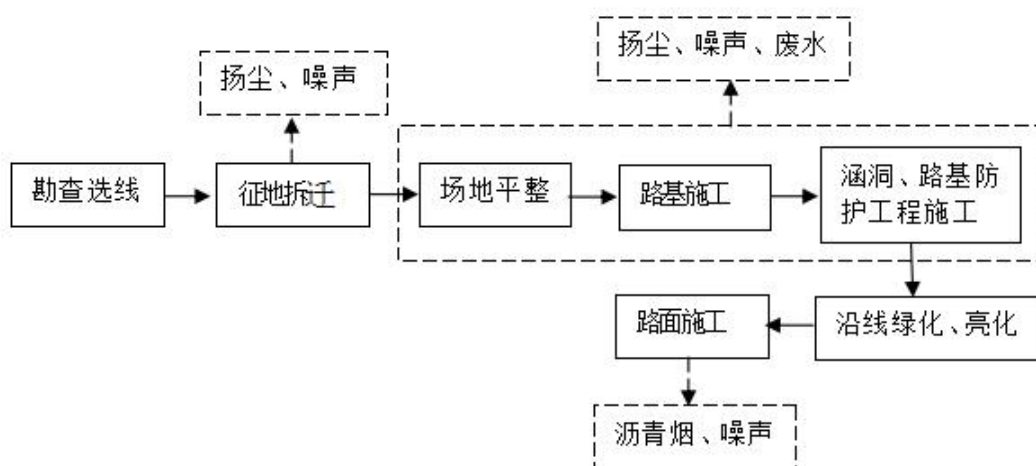 扬尘、噪声、废水
扬尘、噪声
勘查选线
征地拆迁
场地平整
路基施工
涵洞、路基防
护工程施工
路面施工
沿线绿化、亮化
沥青烟、噪声